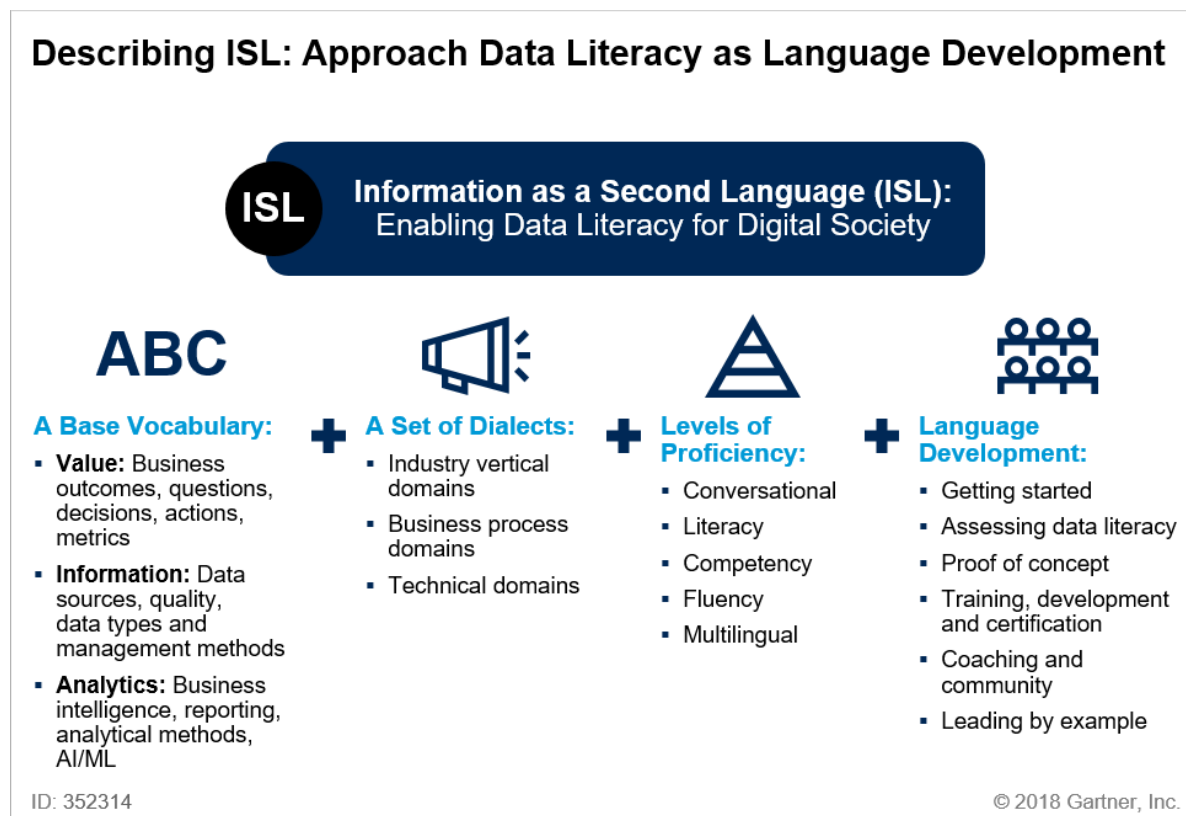 Describing ISL: Approach Data Literacy as Language Development
ISL
Information as a Second Language (ISL):
Enabling Data Literacy for Digital Society
ABC
A Base Vocabulary:
▪ Value: Business
outcomes, questions,
decisions, actions,
metrics
▪ Information: Data
sources, quality,
data types and
management methods
▪ Analytics: Business
intelligence, reporting,
analytical methods,
AI/ML
+
A Set of Dialects:
▪ Industry vertical
domains
▪ Business process
domains
▪ Technical domains
+
Levels of
Proficiency:
▪ Conversational
▪ Literacy
▪ Competency
▪ Fluency
▪ Multilingual
+
Language
Development:
▪ Getting started
▪ Assessing data literacy
▪ Proof of concept
▪ Training, development
and certification
▪ Coaching and
community
▪ Leading by example
ID: 352314
© 2018 Gartner, Inc.